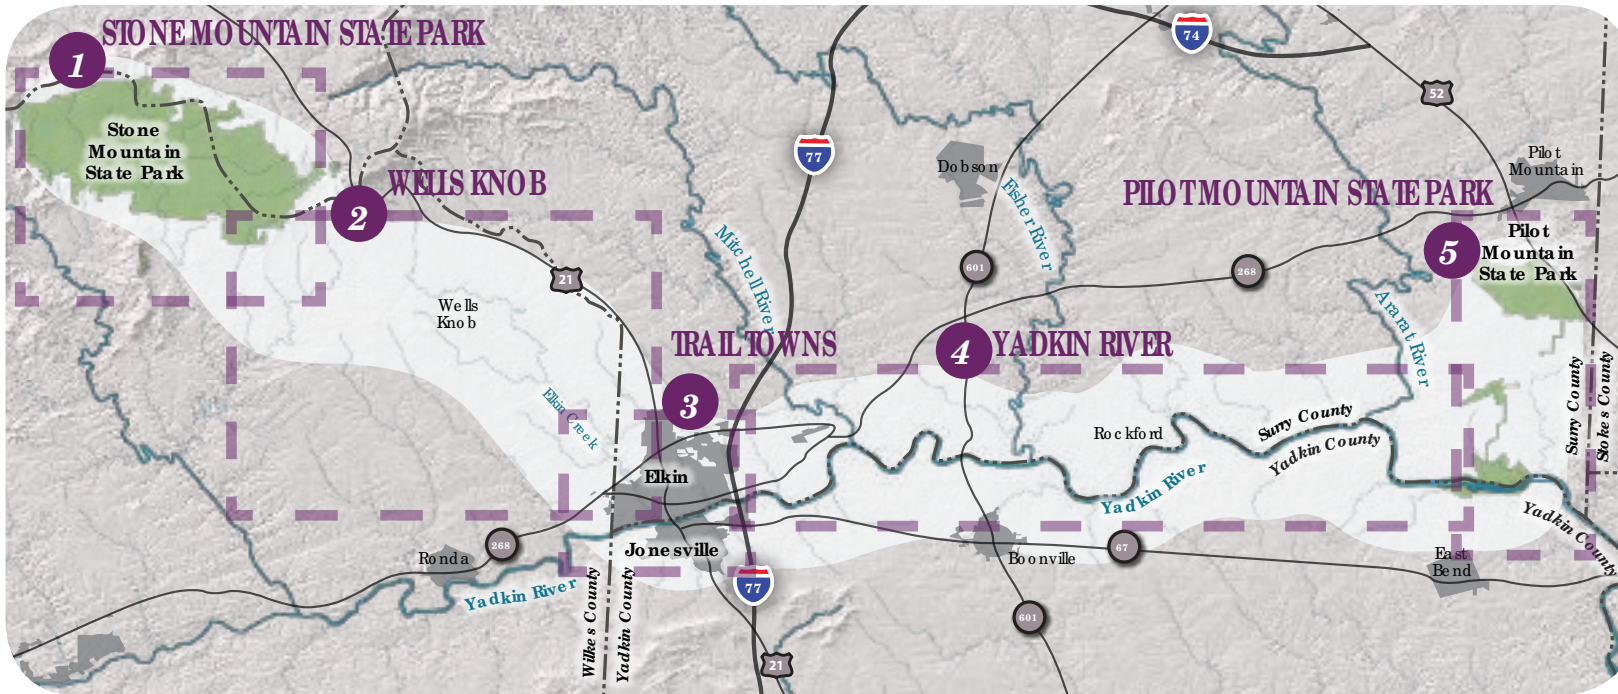 1
STONE MOUNTAIN STATE PARK
74
52
Stone
Mountain
State Park
77
Dobson
Pilot
Mountain
WELLS KNOB
2
Fisher River
PILOT MOUNTAIN STATE PARK
Mitchell River
5
Pilot
Mountain
State Park
21
601
268
Wells
Knob
Ararat River
TRAIL TOWNS
3
4
YADKIN RIVER
Elkin Creek
Surry County
Stokes County
Rockford
Surry County
Yadkin County
Elkin
Yadkin River
Yadkin County
268
Ronda
Jonesville
Boonville
67
East
Bend
Yadkin River
77
Wilkes County
Yadkin County
601
21